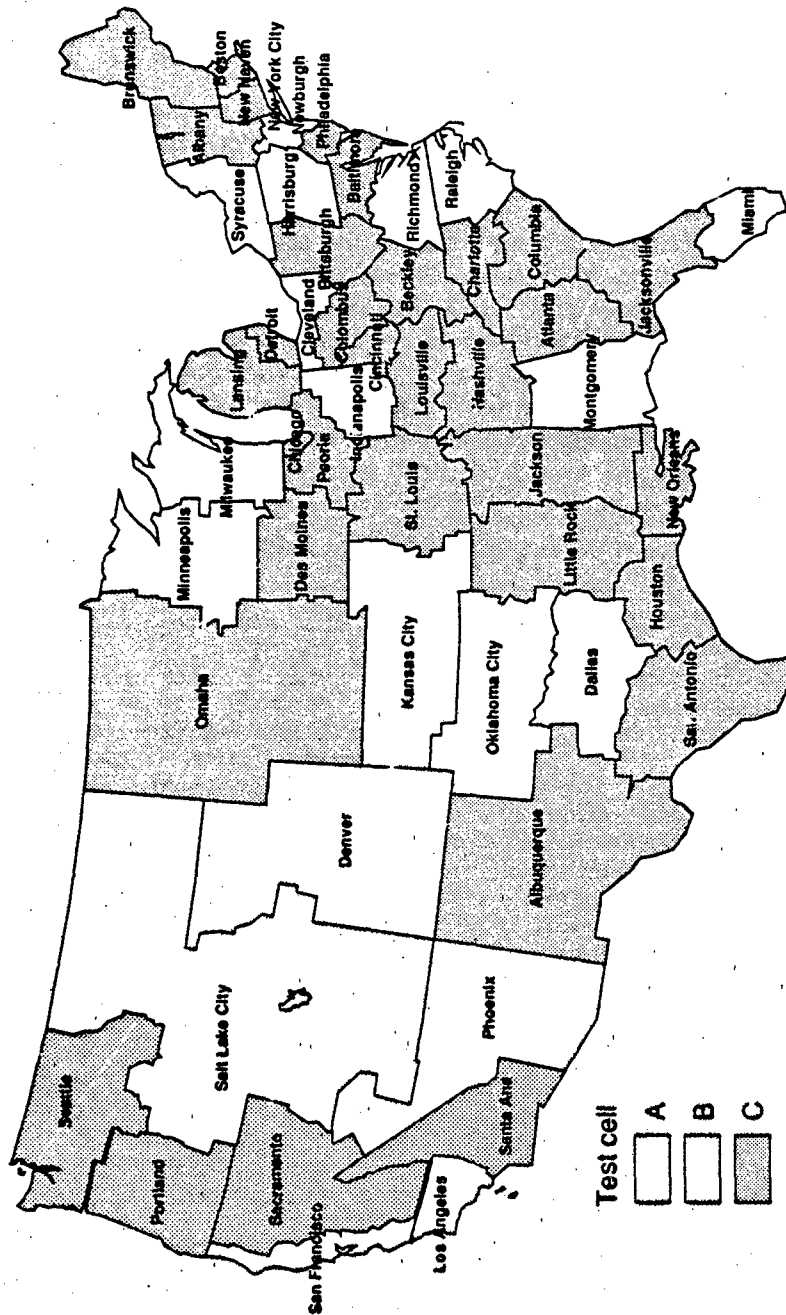 Seattle
Portland
Sacramento
San Francisco
Los Angeles
Santa Ana
Salt Lake City
Phoenix
Denver
Albuquerque
Omaha
Kansas City
Oklahoma City
Dallas
San Antonio
Houston
Minneapolis
Des Moines
Milwaukee
Chicago
Peoria
Indianapolis
St. Louis
Little Rock
Jackson
New Orleans
Lansing
Detroit
Cleveland
Columbus
Cincinnati
Louisville
Nashville
Montgomery
Atlanta
Beckley
Charlotte
Columbia
Jacksonville
Miami
Pittsburgh
Harrisburg
Syracuse
Albany
Brunswick
Boston
New Haven
New York City
Newburgh
Philadelphia
Baltimore
Richmond
Raleigh
Test cell
A
B
C